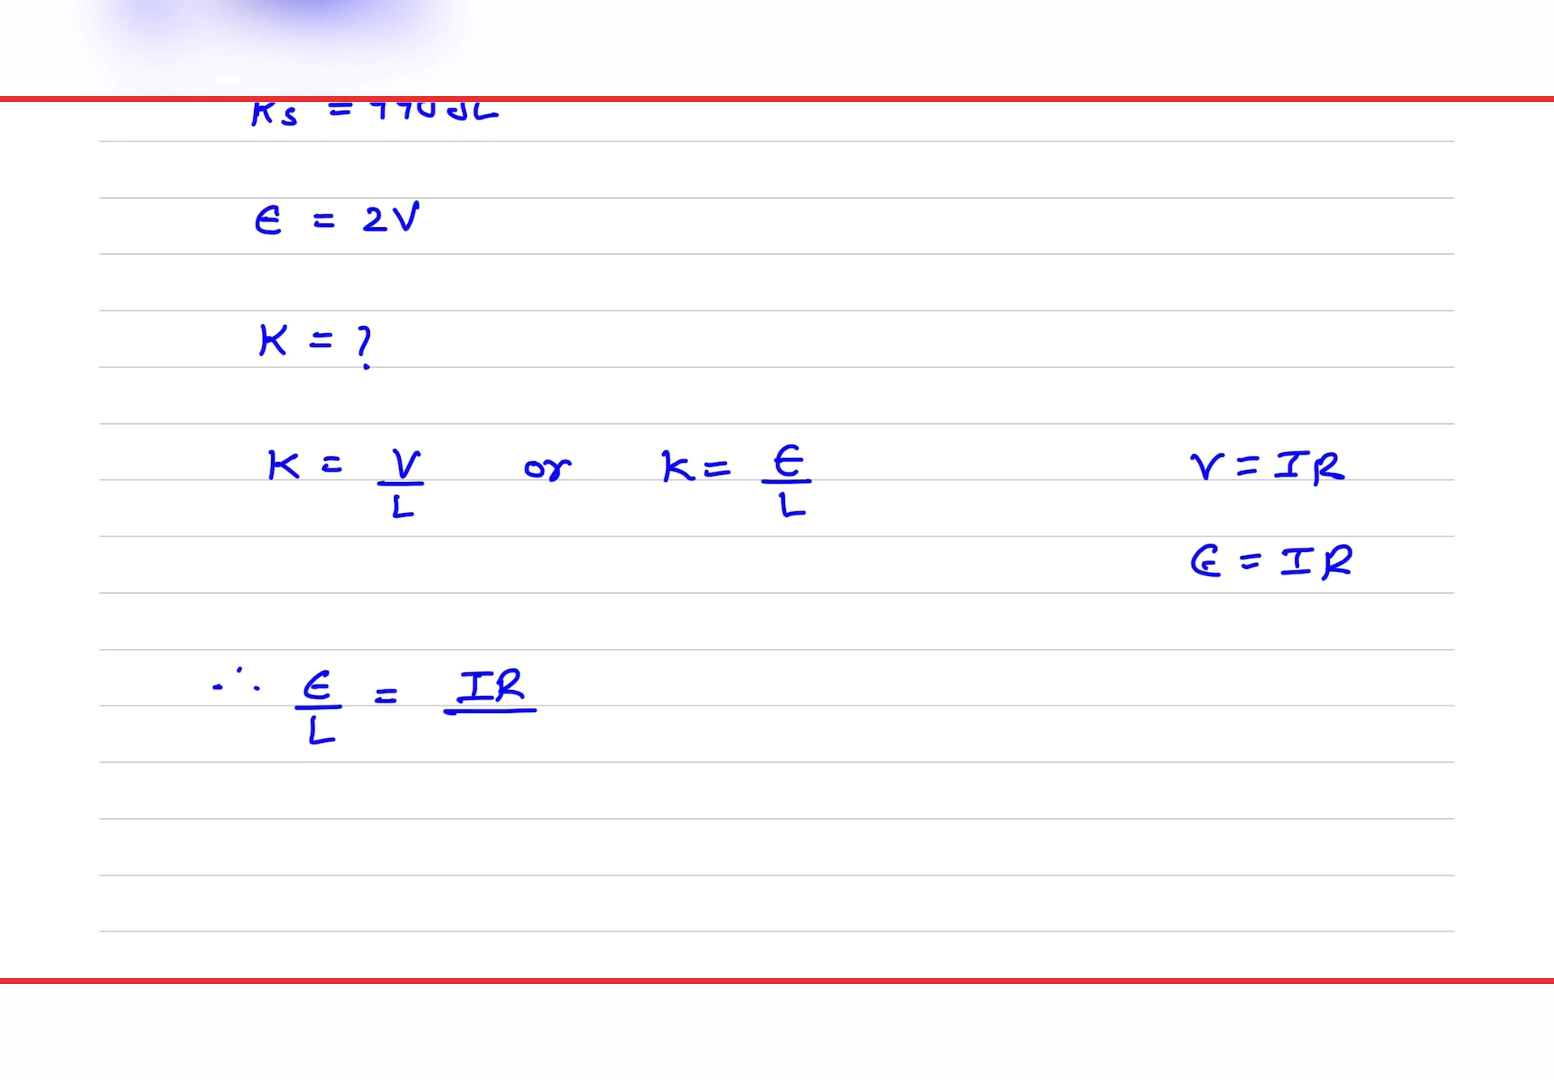 ϵ = 2V
K = ?
K = V/L or K = ϵ/L V = IR
ϵ = IR
∴ ϵ/L = IR